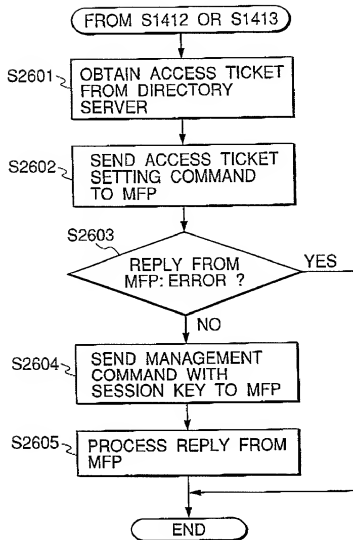 FROM S1412 OR S1413
S2601
OBTAIN ACCESS TICKET
FROM DIRECTORY
SERVER
S2602
SEND ACCESS TICKET
SETTING COMMAND
TO MFP
S2603
REPLY FROM
MFP: ERROR ?
YES
NO
S2604
SEND MANAGEMENT
COMMAND WITH
SESSION KEY TO MFP
S2605
PROCESS REPLY FROM
MFP
END